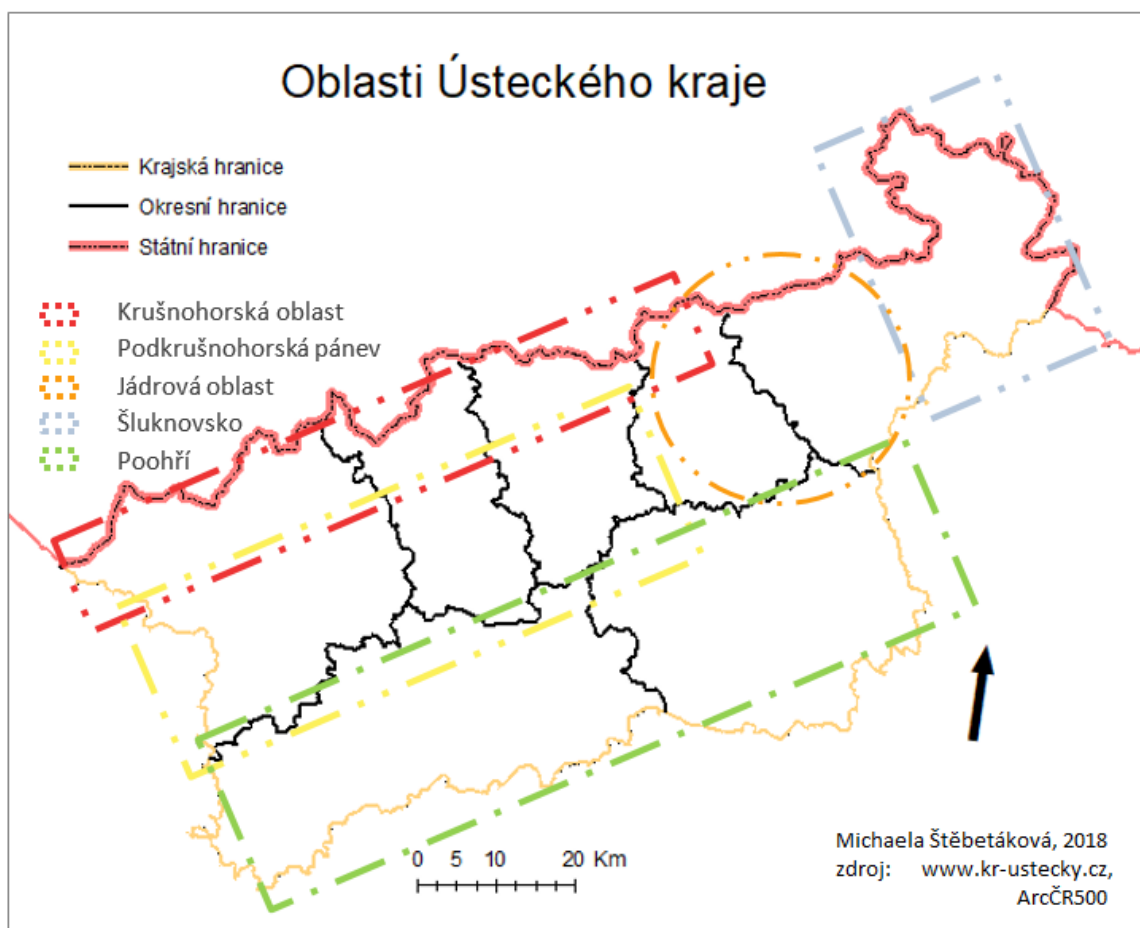 Oblasti Ústeckého kraje
Krajská hranice
Okresní hranice
Státní hranice
Krušnohorská oblast
Podkrušnohorská pánev
Jádrová oblast
Šluknovsko
Poohří
0 5 10 20 Km
Michaela Štěbetáková, 2018
zdroj: www.kr-ustecky.cz,
ArcČR500